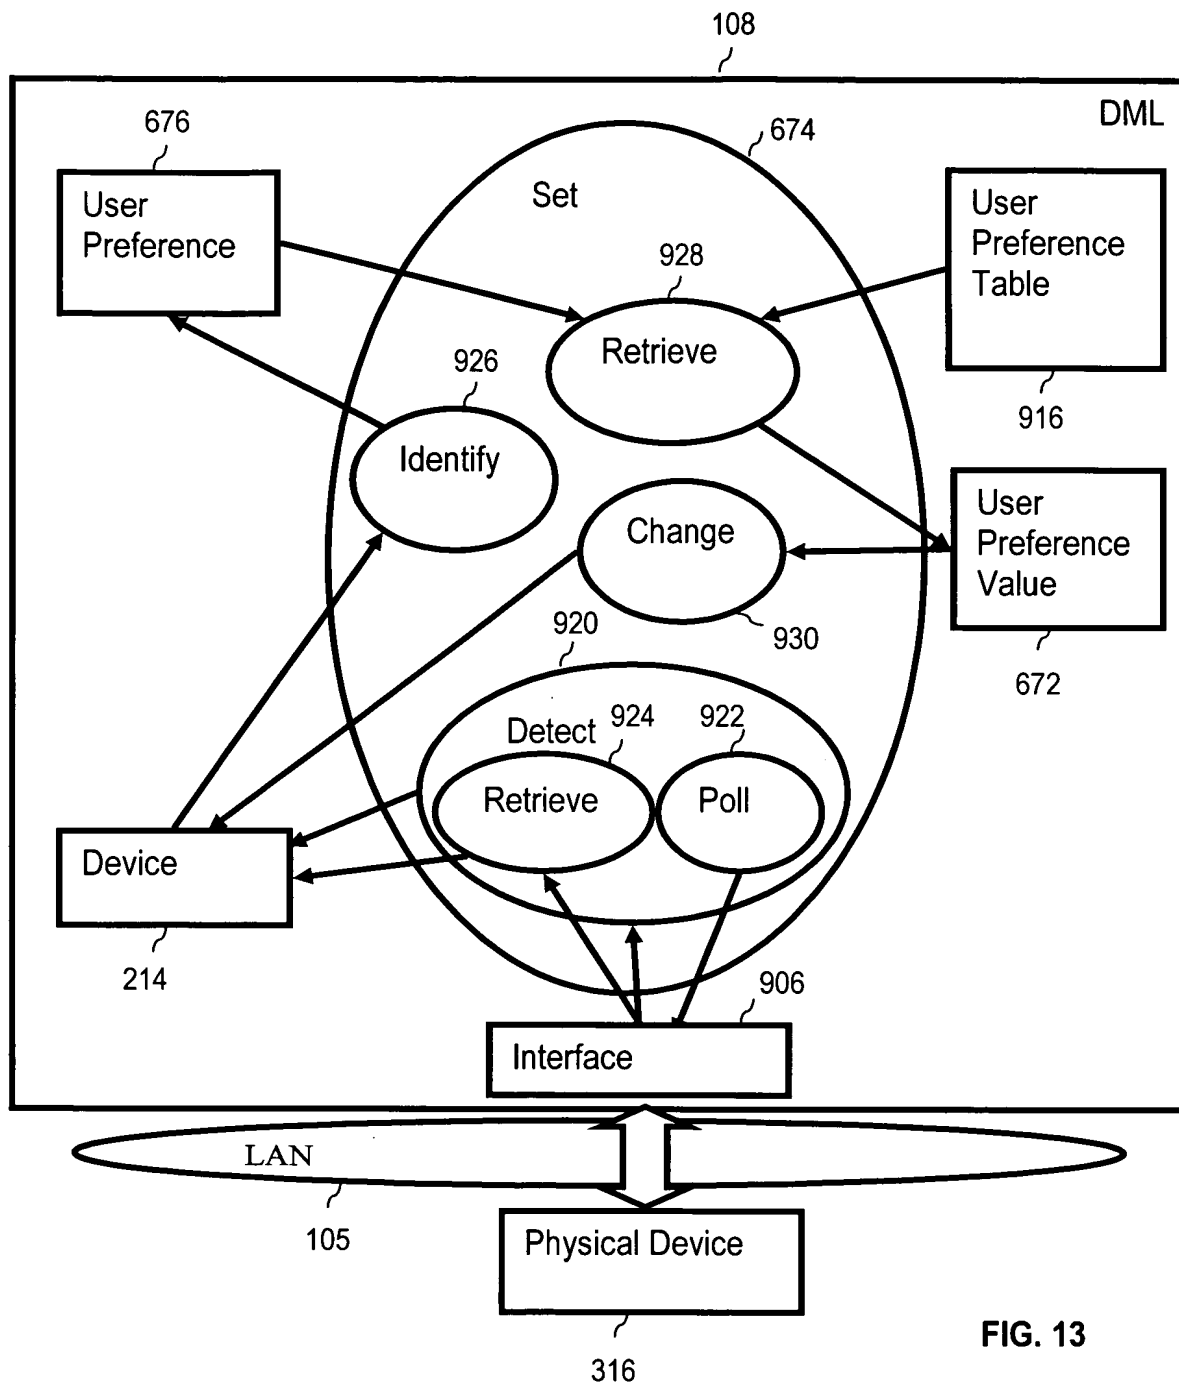 108
DML
676
674
User
Preference
Set
User
Preference
Table
928
Retrieve
926
Identify
916
Change
User
Preference
Value
930
920
672
Detect
924
922
Retrieve
Poll
Device
214
906
Interface
LAN
105
Physical Device
316
FIG. 13